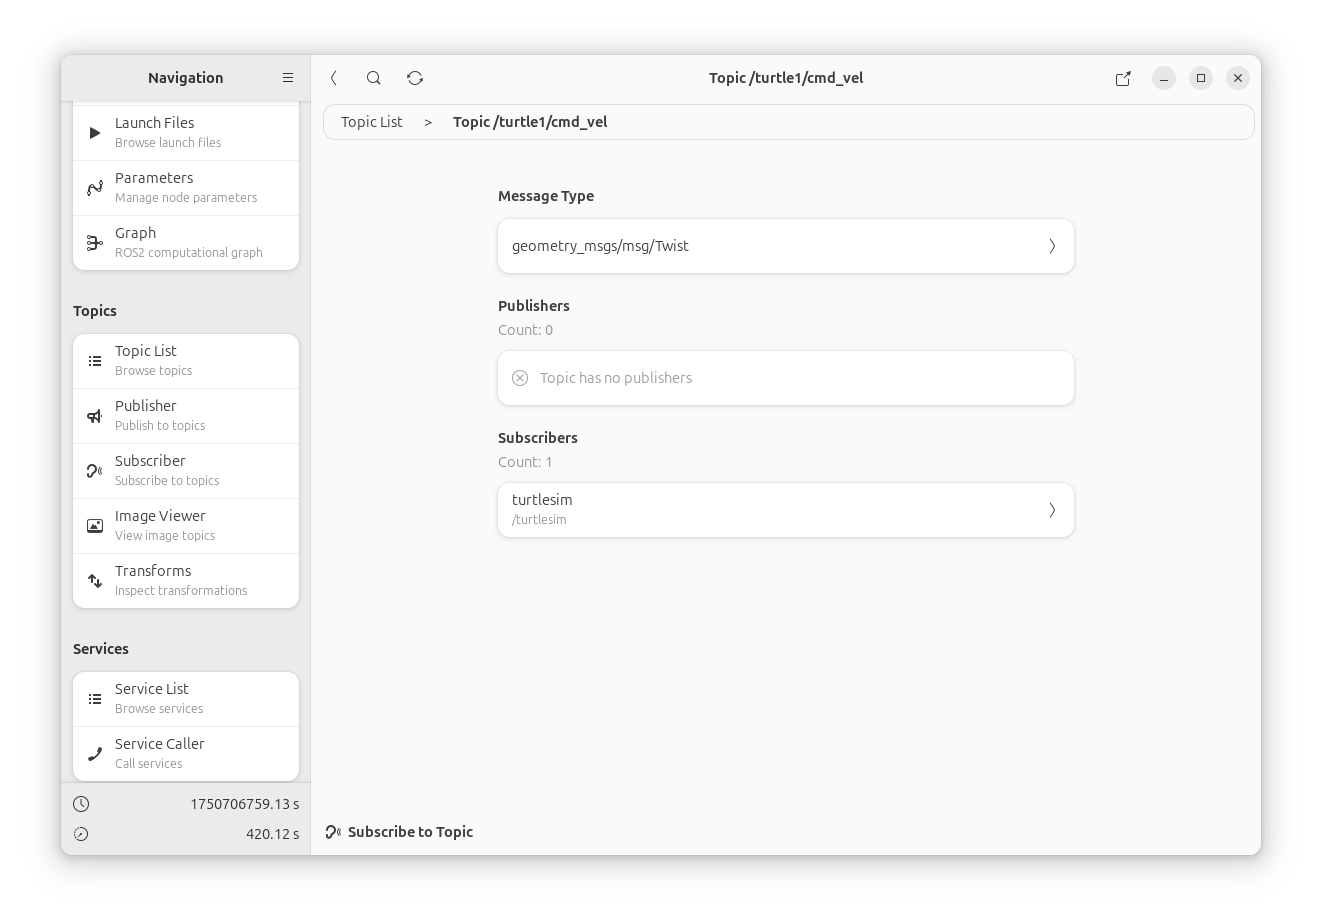 Navigation
Launch Files
Browse launch files
Parameters
Manage node parameters
Graph
ROS2 computational graph
Topics
Topic List
Browse topics
Publisher
Publish to topics
Subscriber
Subscribe to topics
Image Viewer
View image topics
Transforms
Inspect transformations
Services
Service List
Browse services
Service Caller
Call services
1750706759.13 s
420.12 s
Topic /turtle1/cmd_vel
Topic List > Topic /turtle1/cmd_vel
Message Type
geometry_msgs/msg/Twist
Publishers
Count: 0
Topic has no publishers
Subscribers
Count: 1
turtlesim
/turtlesim
Subscribe to Topic